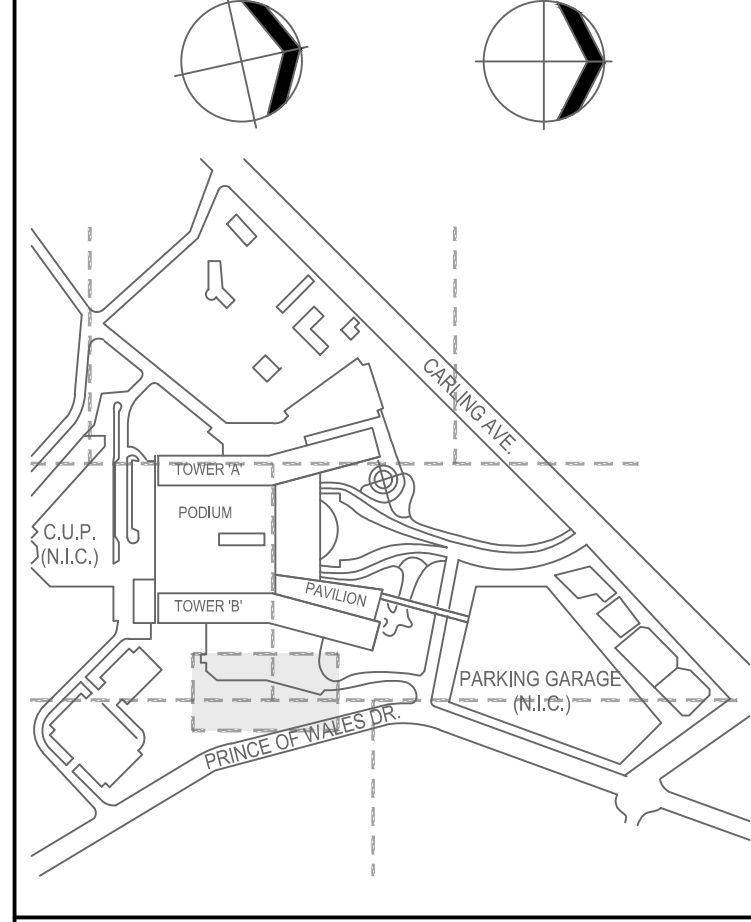 CARLING AVE.
TOWER 'A'
PODIUM
C.U.P.
(N.I.C.)
PAVILION
TOWER 'B'
PARKING GARAGE
(N.I.C.)
PRINCE OF WALES DR.